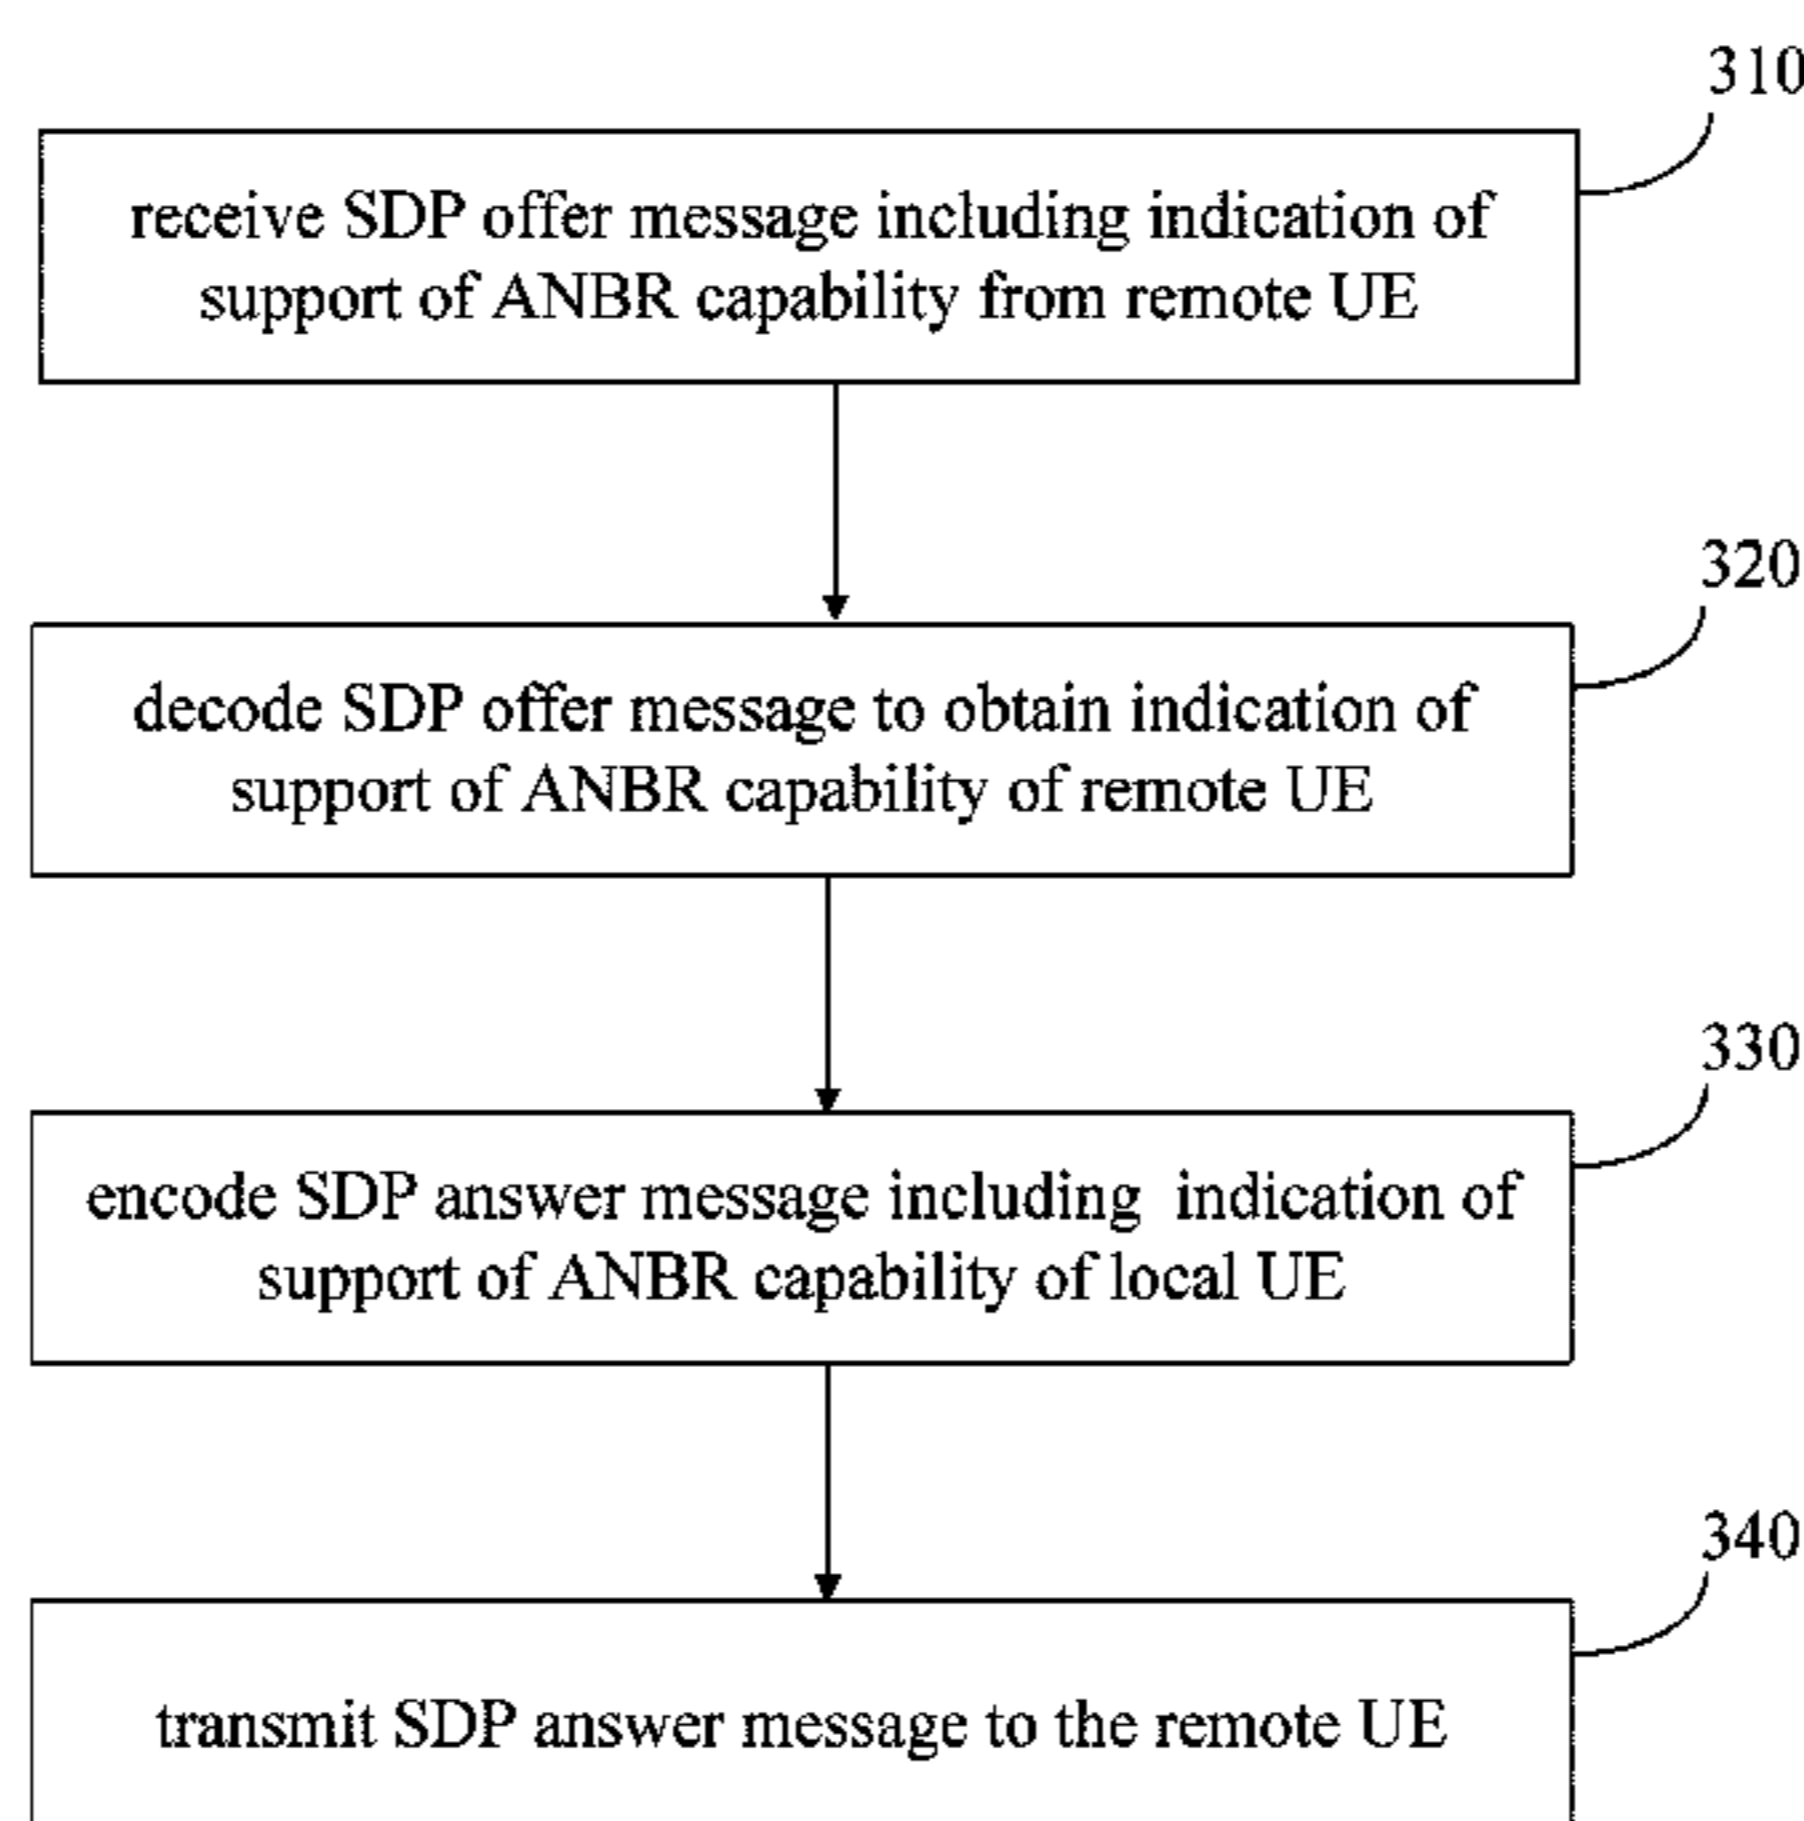 310
receive SDP offer message including indication of
support of ANBR capability from remote UE
320
decode SDP offer message to obtain indication of
support of ANBR capability of remote UE
330
encode SDP answer message including indication of
support of ANBR capability of local UE
340
transmit SDP answer message to the remote UE